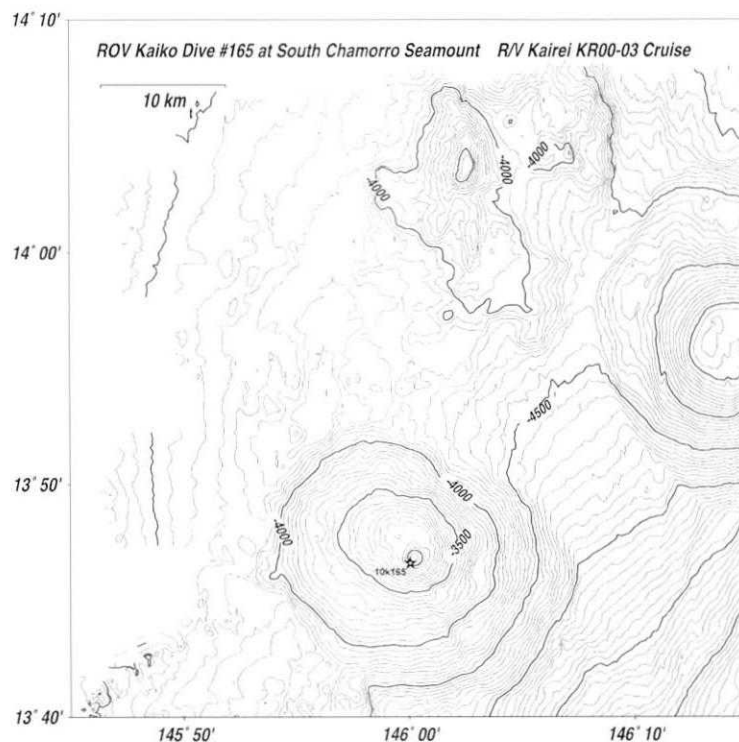 14° 10'
ROV Kaiko Dive #165 at South Chamorro Seamount R/V Kairei KR00-03 Cruise
10 km
-4000
-4000
-4000
14° 00'
-4500
13° 50'
-4000
-4000
-3500
10k165
13° 40'
145° 50' 146° 00' 146° 10'